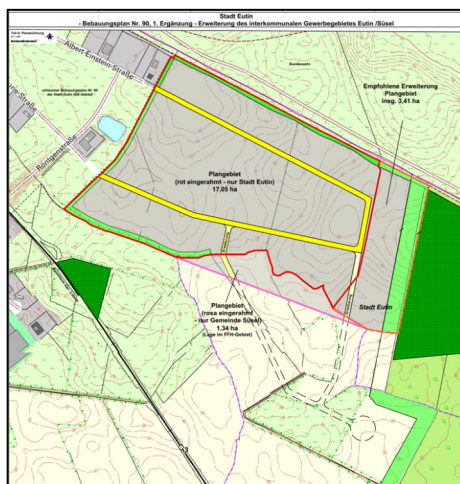 Stadt Eutin
- Bebauungsplan Nr. 90, 1. Ergänzung - Erweiterung des interkommunalen Gewerbegebietes Eutin /Süsel
Albert Einstein-Straße
Bundeswehr
Empfohlene Erweiterung
Plangebiet
insg. 3,41 ha
Röntgenstraße
Plangebiet
(rot eingerahmt - nur Stadt Eutin)
17,05 ha
Stadt Eutin
Plangebiet
(rosa eingerahmt
- nur Gemeinde Süsel)
1,34 ha
(Lage im FFH-Gebiet)